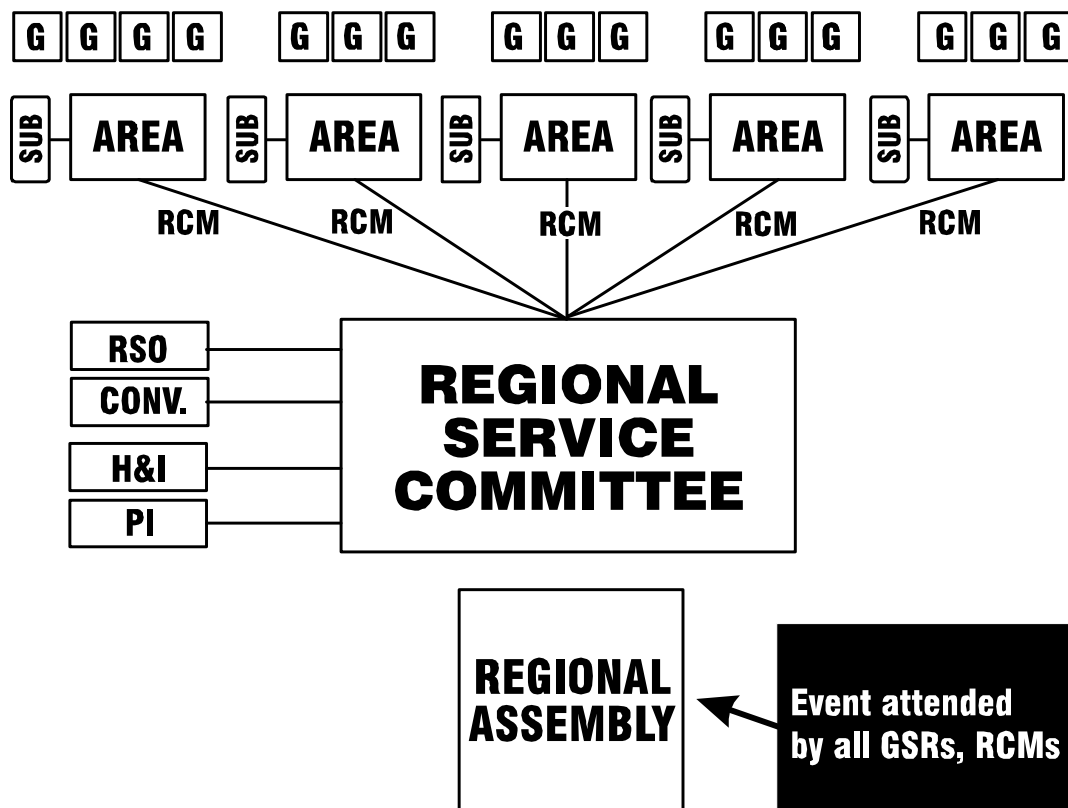 G G G G G G G G G G G G G G G G
SUB AREA SUB AREA SUB AREA SUB AREA SUB AREA
RCM RCM RCM RCM RCM
RSO
CONV.
H&I
PI
REGIONAL
SERVICE
COMMITTEE
REGIONAL
ASSEMBLY
Event attended
by all GSRs, RCMs